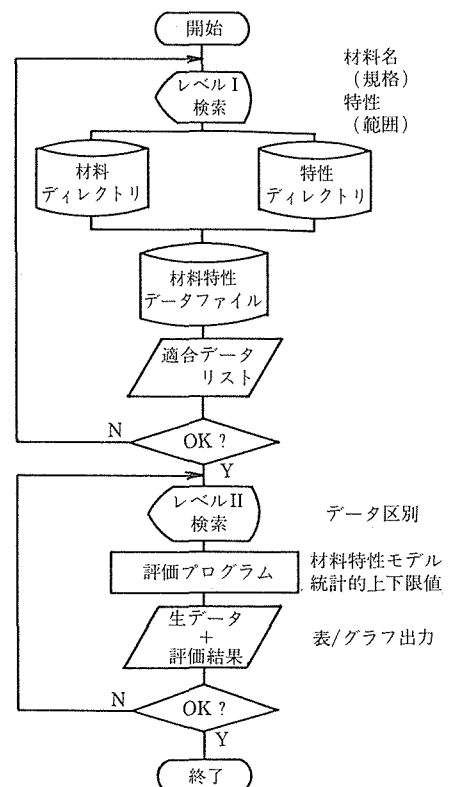 開始
材料名
(規格)
特性
(範囲)
レベルI
検索
材料
ディレクトリ
特性
ディレクトリ
材料特性
データファイル
適合データ
リスト
N
OK?
Y
レベルII
検索
データ区別
評価プログラム
材料特性モデル
統計的上下限値
生データ
+
評価結果
表/グラフ出力
N
OK?
Y
終了